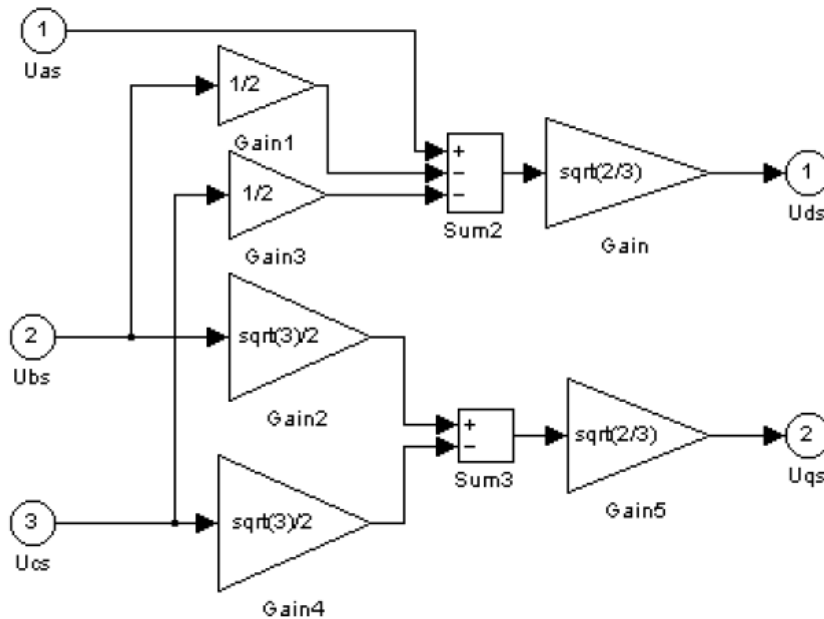 1
Uas
1/2
Gain1
1/2
Gain3
+
−
−
Sum2
sqrt(2/3)
Gain
1
Uds
2
Ubs
sqrt(3)/2
Gain2
3
Ucs
sqrt(3)/2
Gain4
+
−
Sum3
sqrt(2/3)
Gain5
2
Uqs